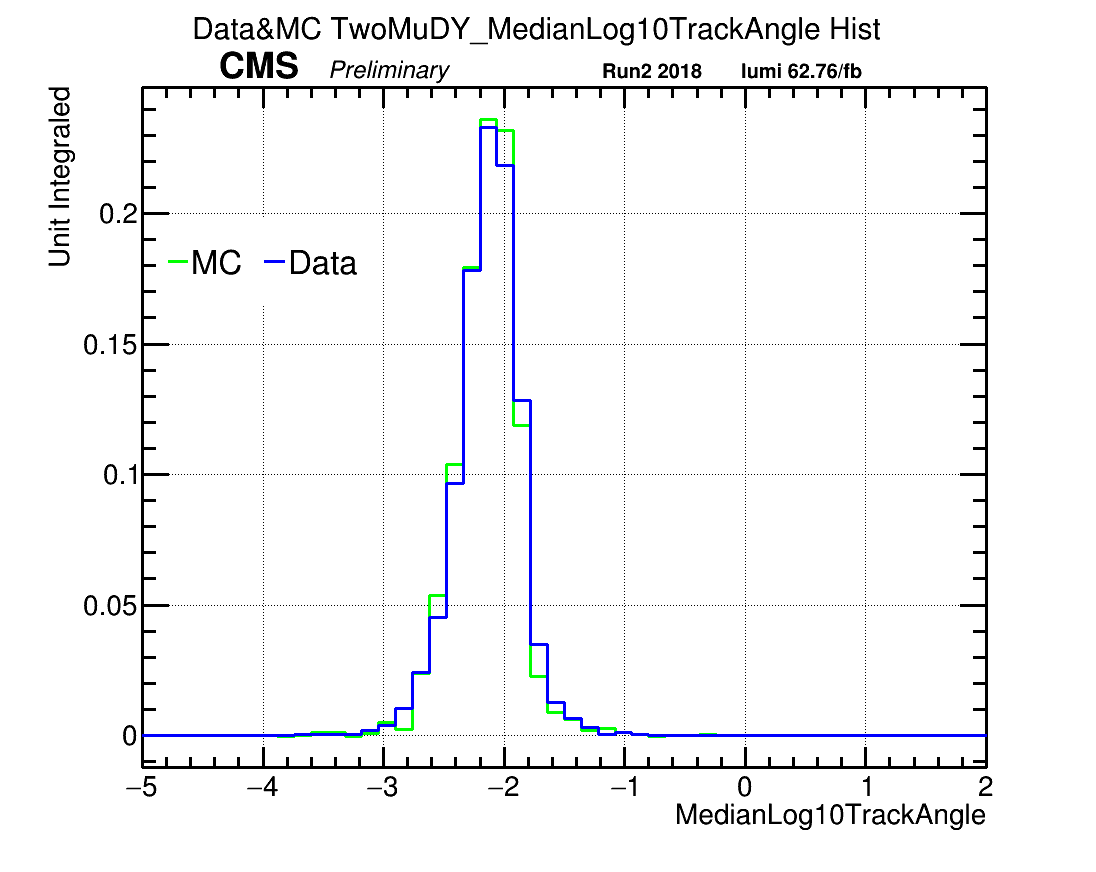 Data&MC TwoMuDY_MedianLog10TrackAngle Hist
CMS Preliminary Run2 2018 lumi 62.76/fb
Unit Integraled
0.2
MC Data
0.15
0.1
0.05
0
−5 −4 −3 −2 −1 0 1 2
MedianLog10TrackAngle